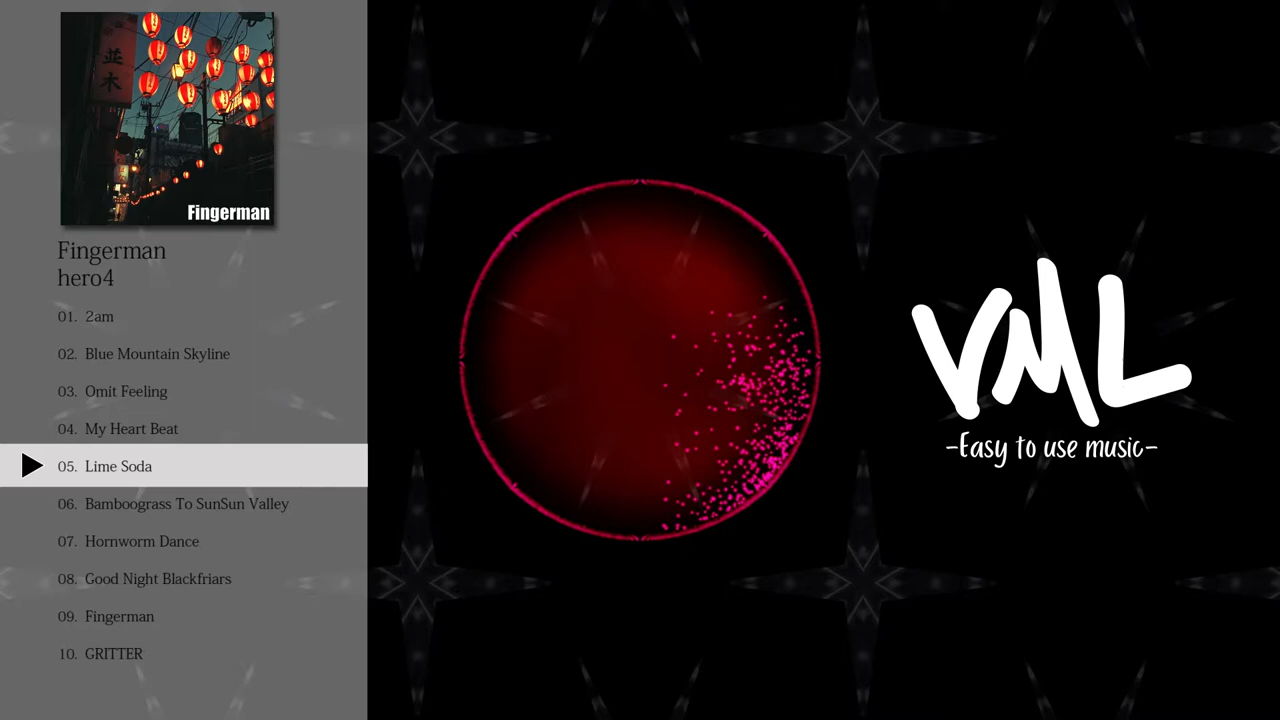 並木
Fingerman
Fingerman
hero4
01. 2am
02. Blue Mountain Skyline
03. Omit Feeling
04. My Heart Beat
05. Lime Soda
06. Bamboograss To SunSun Valley
07. Hornworm Dance
08. Good Night Blackfriars
09. Fingerman
10. GRITTER
VML
-Easy to use music-